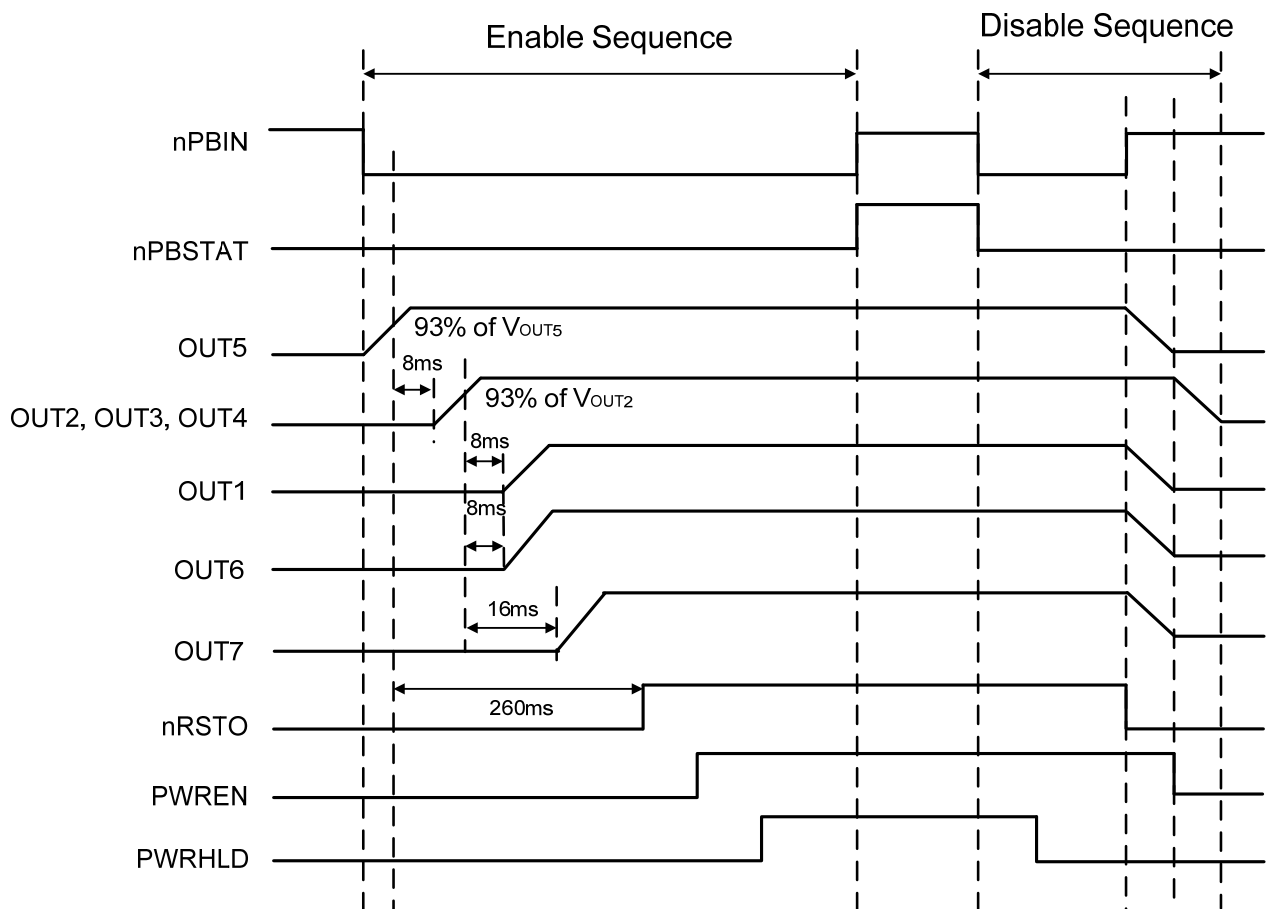 Enable Sequence
Disable Sequence
nPBIN
nPBSTAT
OUT5
93% of VOUT5
8ms
OUT2, OUT3, OUT4
93% of VOUT2
8ms
OUT1
8ms
OUT6
16ms
OUT7
260ms
nRSTO
PWREN
PWRHLD